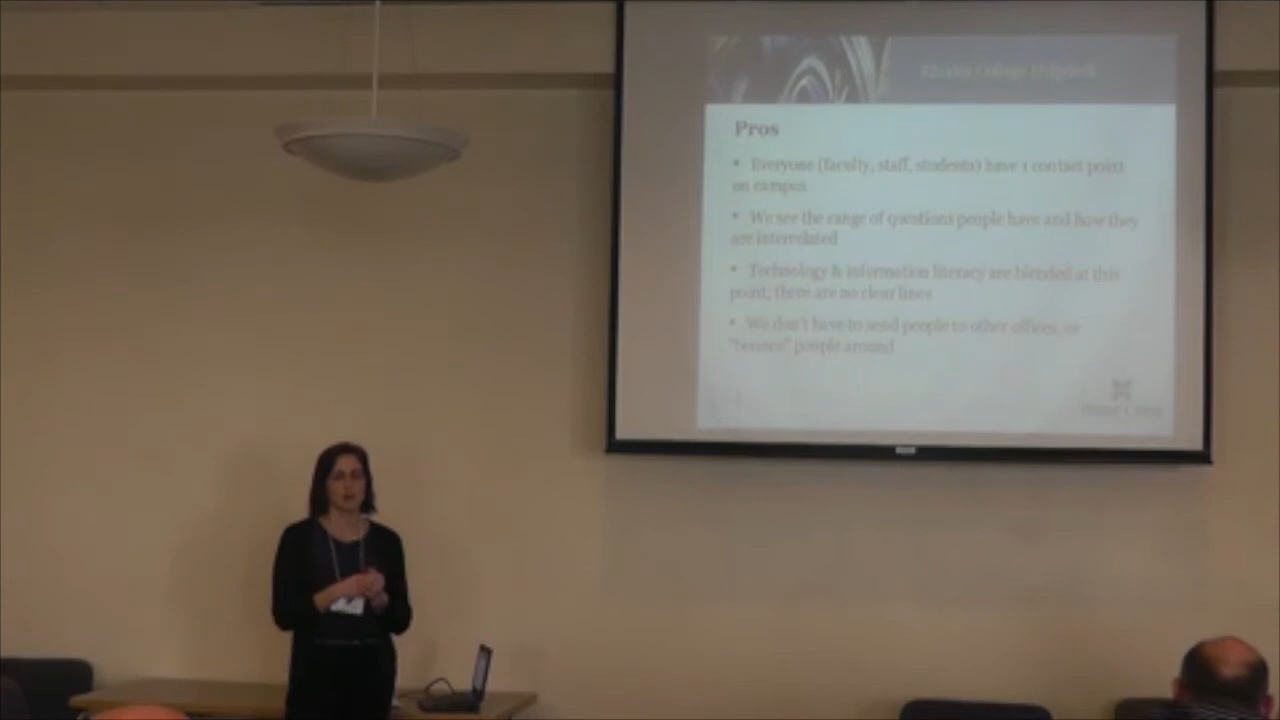 College Helpdesk
Pros
• Everyone (faculty, staff, students) have 1 contact point
on campus
• We see the range of questions people have and how they
are interrelated
• Technology & information literacy are blended at this
point; there are no clear lines
• We don't have to send people to other offices, or
"bounce" people around